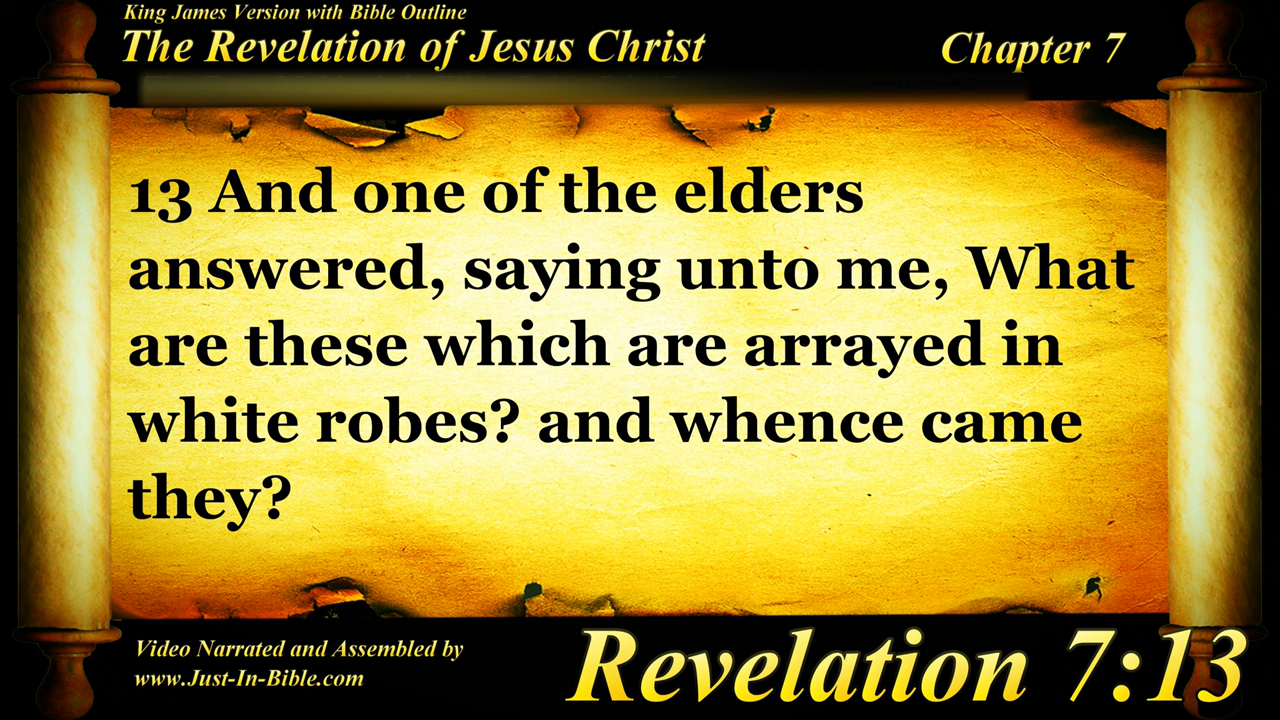 King James Version with Bible Outline
The Revelation of Jesus Christ
Chapter 7
13 And one of the elders
answered, saying unto me, What
are these which are arrayed in
white robes? and whence came
they?
Video Narrated and Assembled by
www.Just-In-Bible.com
Revelation 7:13